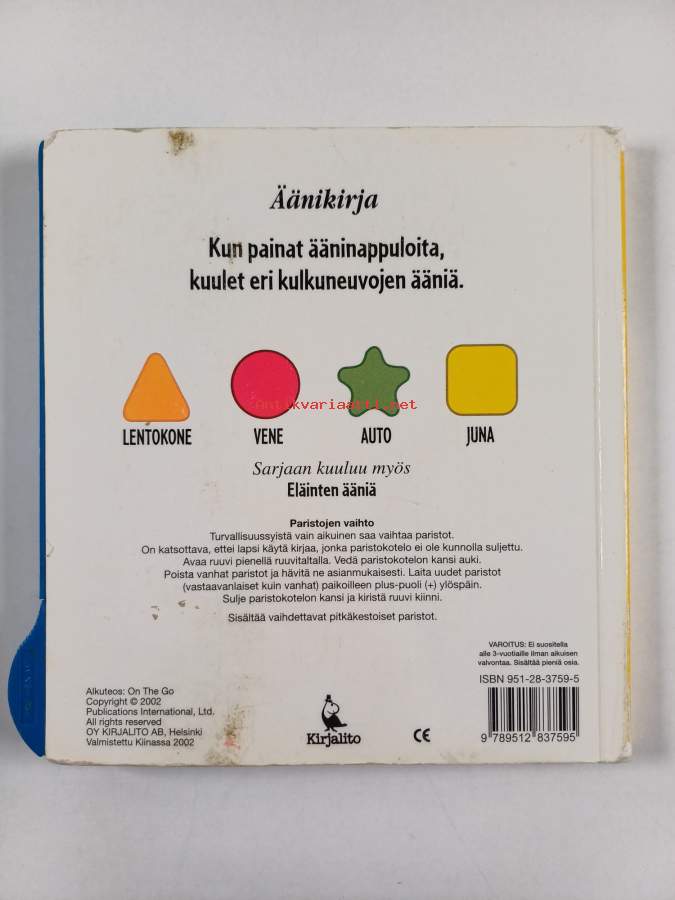 Äänikirja
Kun painat ääninappuloita,
kuulet eri kulkuneuvojen ääniä.
Antikvariaatti.net
LENTOKONE VENE AUTO JUNA
Sarjaan kuuluu myös
Eläinten ääniä
Paristojen vaihto
Turvallisuussyistä vain aikuinen saa vaihtaa paristot.
On katsottava, ettei lapsi käytä kirjaa, jonka paristokotelo ei ole kunnolla suljettu.
Avaa ruuvi pienellä ruuvitaltalla. Vedä paristokotelon kansi auki.
Poista vanhat paristot ja hävitä ne asianmukaisesti. Laita uudet paristot
(vastaavanlaiset kuin vanhat) paikoilleen plus-puoli (+) ylöspäin.
Sulje paristokotelon kansi ja kiristä ruuvi kiinni.
Sisältää vaihdettavat pitkäkestoiset paristot.
VAROITUS: Ei suositella
alle 3-vuotiaille ilman aikuisen
valvontaa. Sisältää pieniä osia.
ISBN 951-28-3759-5
9 789512 837595
Alkuteos: On The Go
Copyright © 2002
Publications International, Ltd.
All rights reserved
OY KIRJALITO AB, Helsinki
Valmistettu Kiinassa 2002
Kirjalito
CE